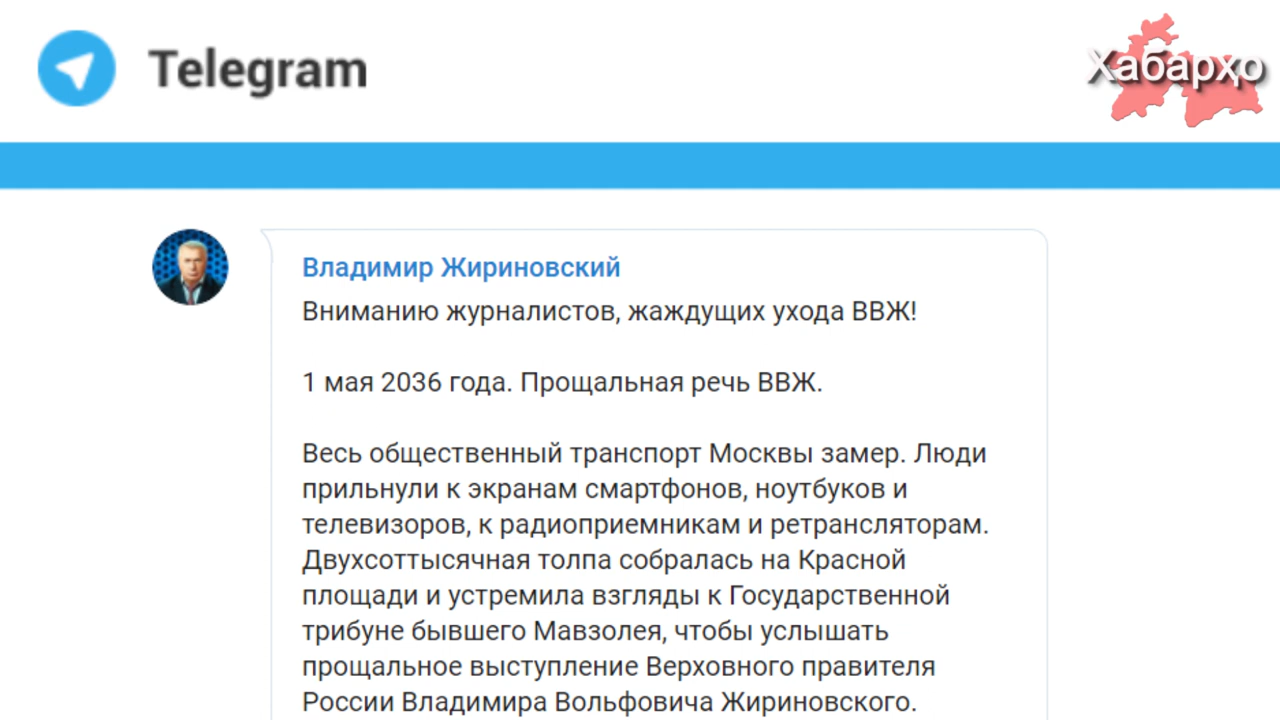 Telegram
Хабарҳо
Владимир Жириновский
Вниманию журналистов, жаждущих ухода ВВЖ!
1 мая 2036 года. Прощальная речь ВВЖ.
Весь общественный транспорт Москвы замер. Люди
прильнули к экранам смартфонов, ноутбуков и
телевизоров, к радиоприемникам и ретрансляторам.
Двухсоттысячная толпа собралась на Красной
площади и устремила взгляды к Государственной
трибуне бывшего Мавзолея, чтобы услышать
прощальное выступление Верховного правителя
России Владимира Вольфовича Жириновского.